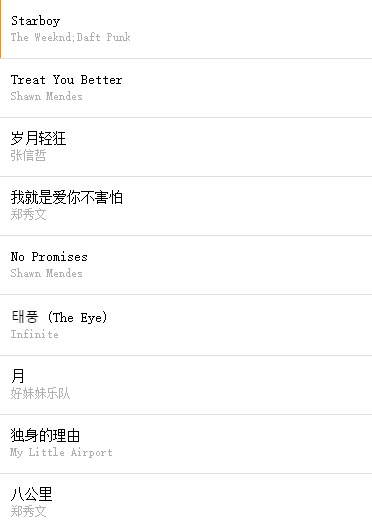 Starboy
The Weeknd;Daft Punk
Treat You Better
Shawn Mendes
岁月轻狂
张信哲
我就是爱你不害怕
郑秀文
No Promises
Shawn Mendes
태풍 (The Eye)
Infinite
月
好妹妹乐队
独身的理由
My Little Airport
八公里
郑秀文